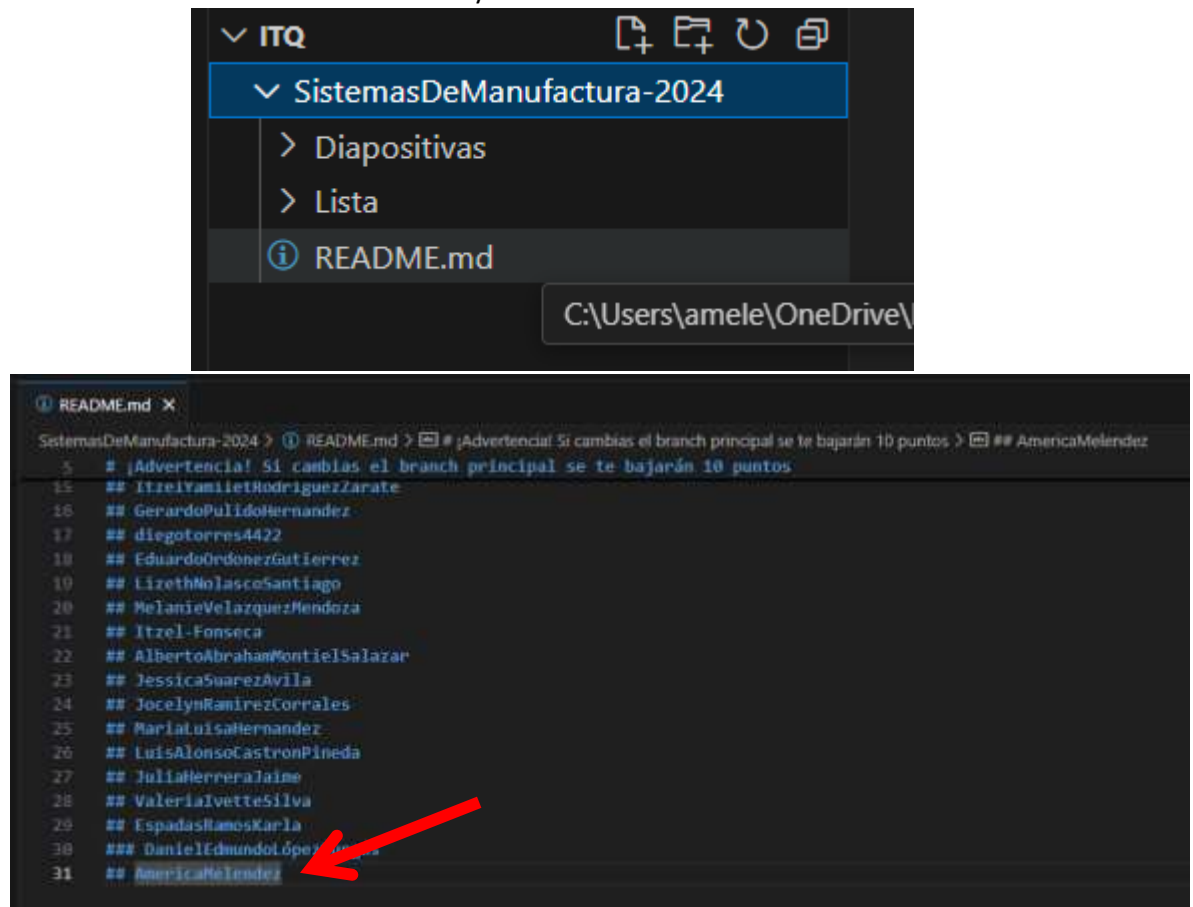 ITQ
SistemasDeManufactura-2024
Diapositivas
Lista
README.md
C:\Users\amele\OneDrive\
README.md
SistemasDeManufactura-2024 > README.md > # ¡Advertencia! Si cambias el branch principal se te bajarán 10 puntos > ## AmericaMelendez
5 # ¡Advertencia! Si cambias el branch principal se te bajarán 10 puntos
15 ## ItzelYamiletRodriguezZarate
16 ## GerardoPulidoHernandez
17 ## diegotorres4422
18 ## EduardoOrdonezGutierrez
19 ## LizethNolascoSantiago
20 ## MelanieVelazquezMendoza
21 ## Itzel-Fonseca
22 ## AlbertoAbrahamMontielSalazar
23 ## JessicaSuarezAvila
24 ## JocelynRamirezCorrales
25 ## MariaLuisaHernandez
26 ## LuisAlonsoCastronPineda
27 ## JuliaHerreraJaime
28 ## ValeriaIvetteSilva
29 ## EspadasRamosKarla
30 ### DanielEdmundoLópez
31 ## AmericaMelendez